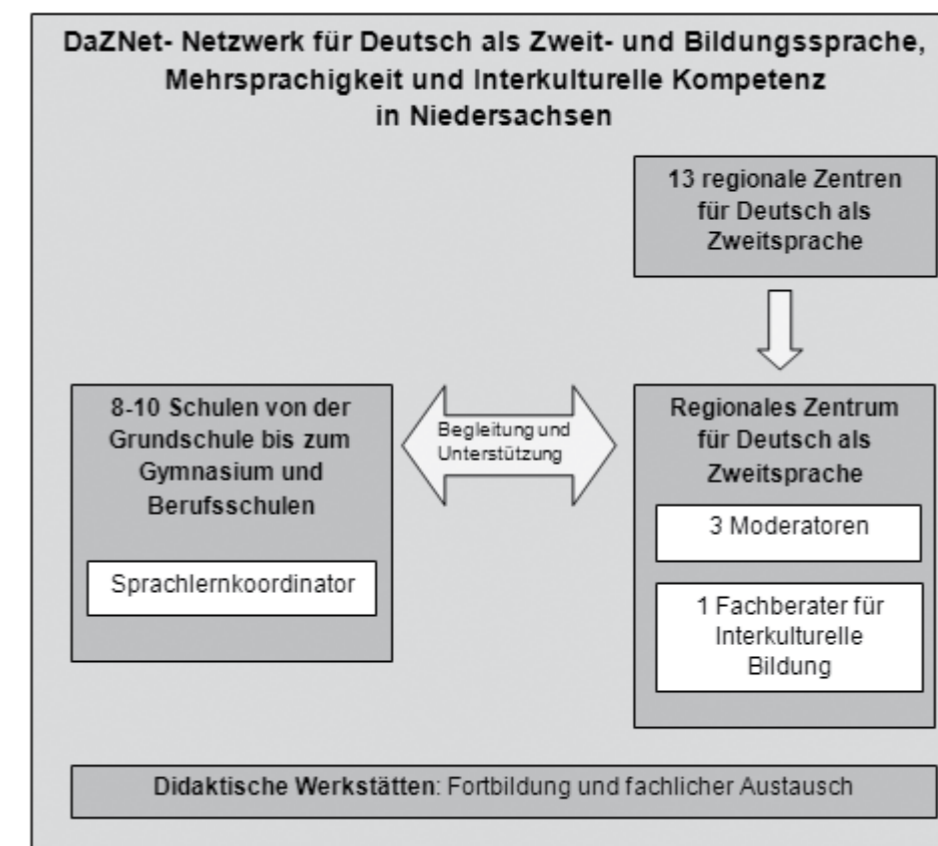 DaZNet- Netzwerk für Deutsch als Zweit- und Bildungssprache,
Mehrsprachigkeit und Interkulturelle Kompetenz
in Niedersachsen
13 regionale Zentren
für Deutsch als
Zweitsprache
8-10 Schulen von der
Grundschule bis zum
Gymnasium und
Berufsschulen
Sprachlernkoordinator
Begleitung und
Unterstützung
Regionales Zentrum
für Deutsch als
Zweitsprache
3 Moderatoren
1 Fachberater für
Interkulturelle
Bildung
Didaktische Werkstätten: Fortbildung und fachlicher Austausch